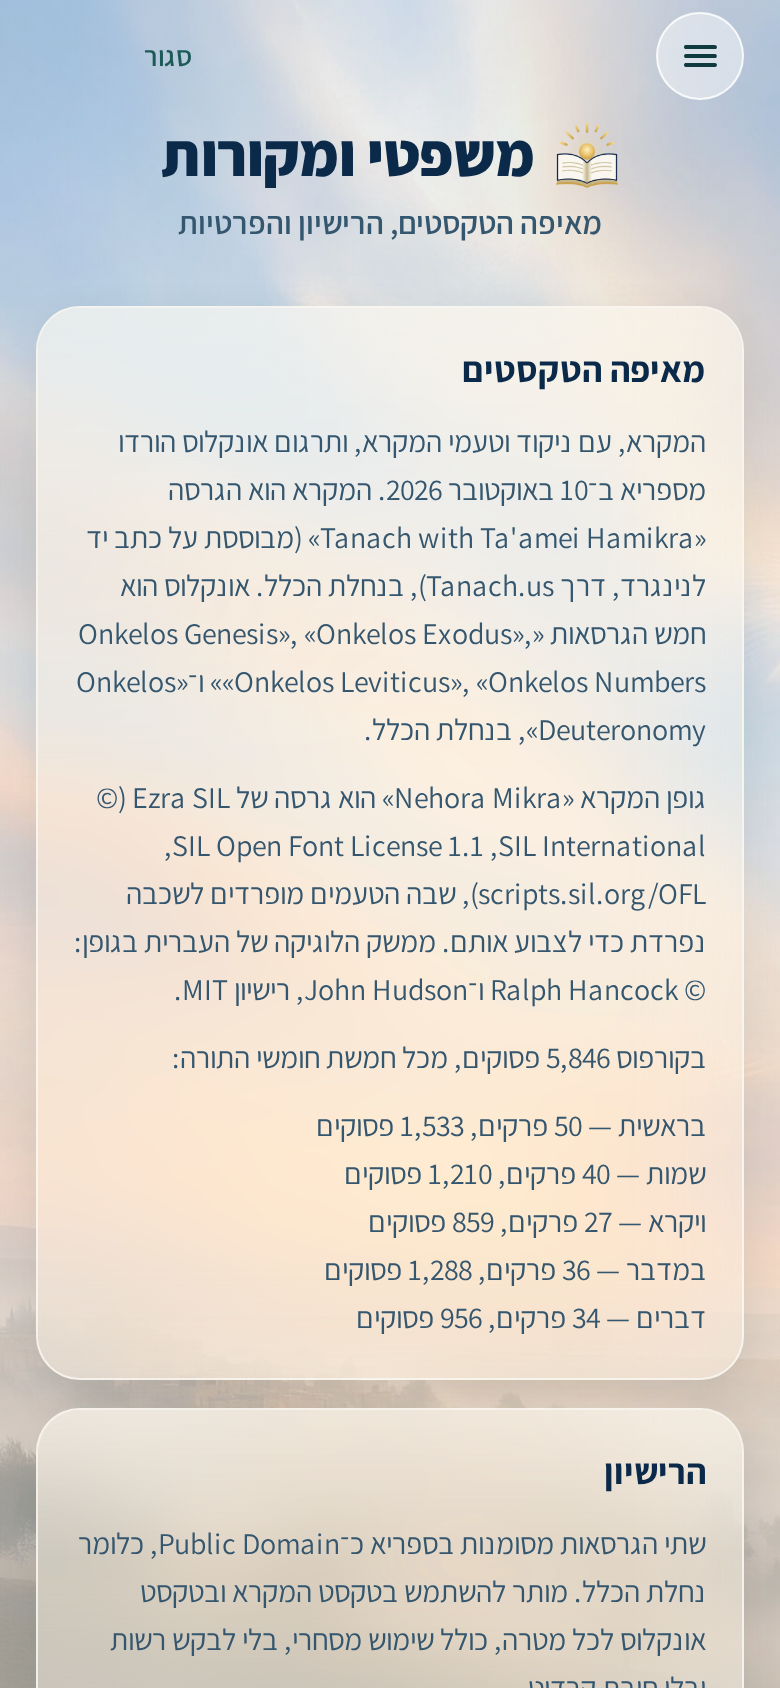 סגור
משפטי ומקורות
מאיפה הטקסטים, הרישיון והפרטיות
מאיפה הטקסטים
המקרא, עם ניקוד וטעמי המקרא, ותרגום אונקלוס הורדו
מספריא ב־10 באוקטובר 2026. המקרא הוא הגרסה
«Tanach with Ta'amei Hamikra» (מבוססת על כתב יד
לנינגרד, דרך Tanach.us), בנחלת הכלל. אונקלוס הוא
חמש הגרסאות «Onkelos Genesis», «Onkelos Exodus»,
«Onkelos Leviticus», «Onkelos Numbers» ו־«Onkelos
Deuteronomy», בנחלת הכלל.
גופן המקרא «Nehora Mikra» הוא גרסה של Ezra SIL (©
SIL International, SIL Open Font License 1.1,
scripts.sil.org/OFL), שבה הטעמים מופרדים לשכבה
נפרדת כדי לצבוע אותם. ממשק הלוגיקה של העברית בגופן:
© Ralph Hancock ו־John Hudson, רישיון MIT.
בקורפוס 5,846 פסוקים, מכל חמשת חומשי התורה:
בראשית — 50 פרקים, 1,533 פסוקים
שמות — 40 פרקים, 1,210 פסוקים
ויקרא — 27 פרקים, 859 פסוקים
במדבר — 36 פרקים, 1,288 פסוקים
דברים — 34 פרקים, 956 פסוקים
הרישיון
שתי הגרסאות מסומנות בספריא כ־Public Domain, כלומר
נחלת הכלל. מותר להשתמש בטקסט המקרא ובטקסט
אונקלוס לכל מטרה, כולל שימוש מסחרי, בלי לבקש רשות